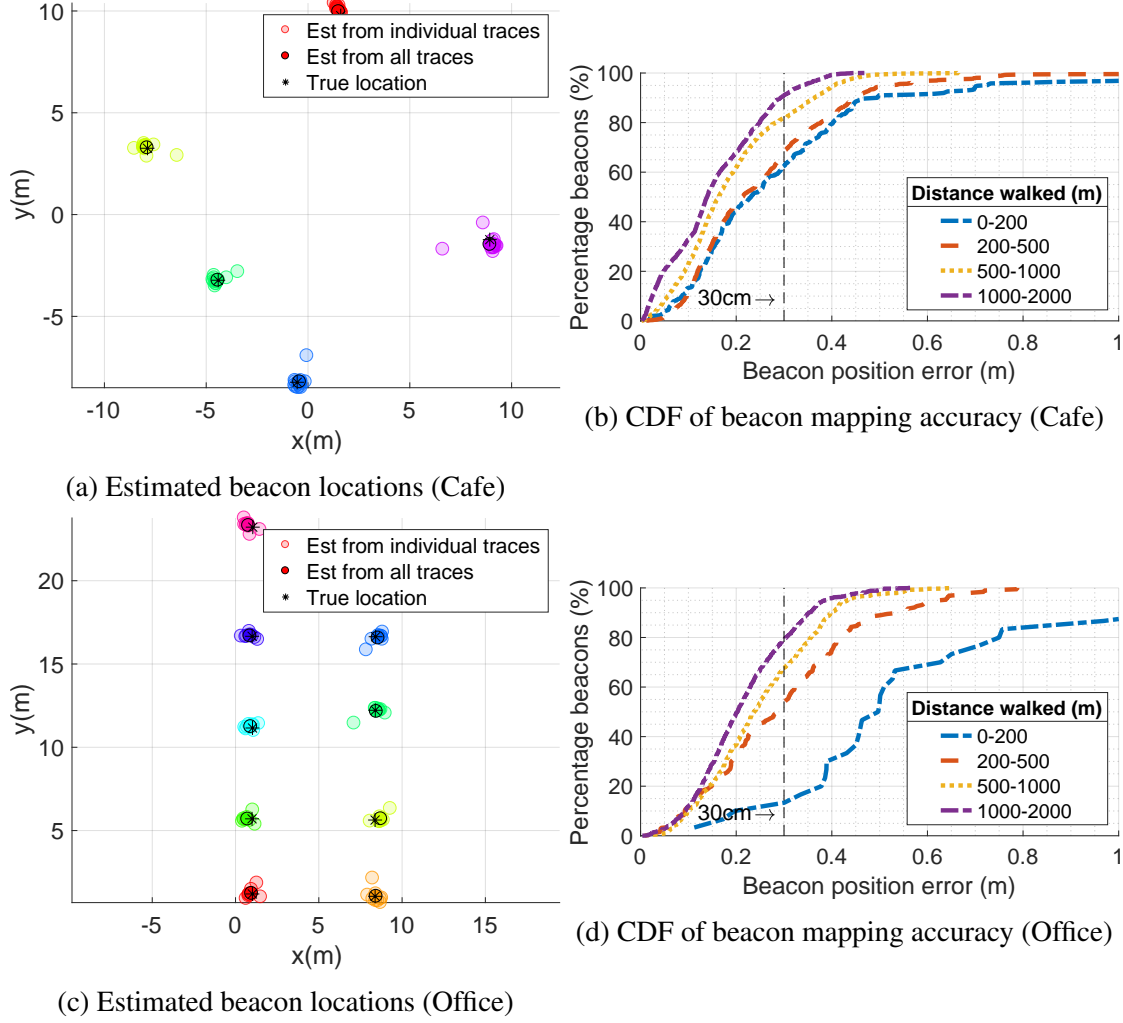 10
5
0
-5
y(m)
-10
-5
0
5
10
x(m)
Est from individual traces
Est from all traces
True location
(a) Estimated beacon locations (Cafe)
100
80
60
40
20
0
Percentage beacons (%)
30cm→
Distance walked (m)
0-200
200-500
500-1000
1000-2000
0
0.2
0.4
0.6
0.8
1
Beacon position error (m)
(b) CDF of beacon mapping accuracy (Cafe)
20
15
10
5
y(m)
-5
0
5
10
15
x(m)
Est from individual traces
Est from all traces
True location
(c) Estimated beacon locations (Office)
100
80
60
40
20
0
Percentage beacons (%)
30cm→
Distance walked (m)
0-200
200-500
500-1000
1000-2000
0
0.2
0.4
0.6
0.8
1
Beacon position error (m)
(d) CDF of beacon mapping accuracy (Office)